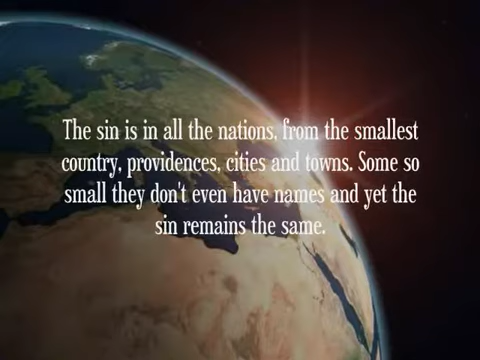 The sin is in all the nations, from the smallest
country, providences, cities and towns. Some so
small they don't even have names and yet the
sin remains the same.